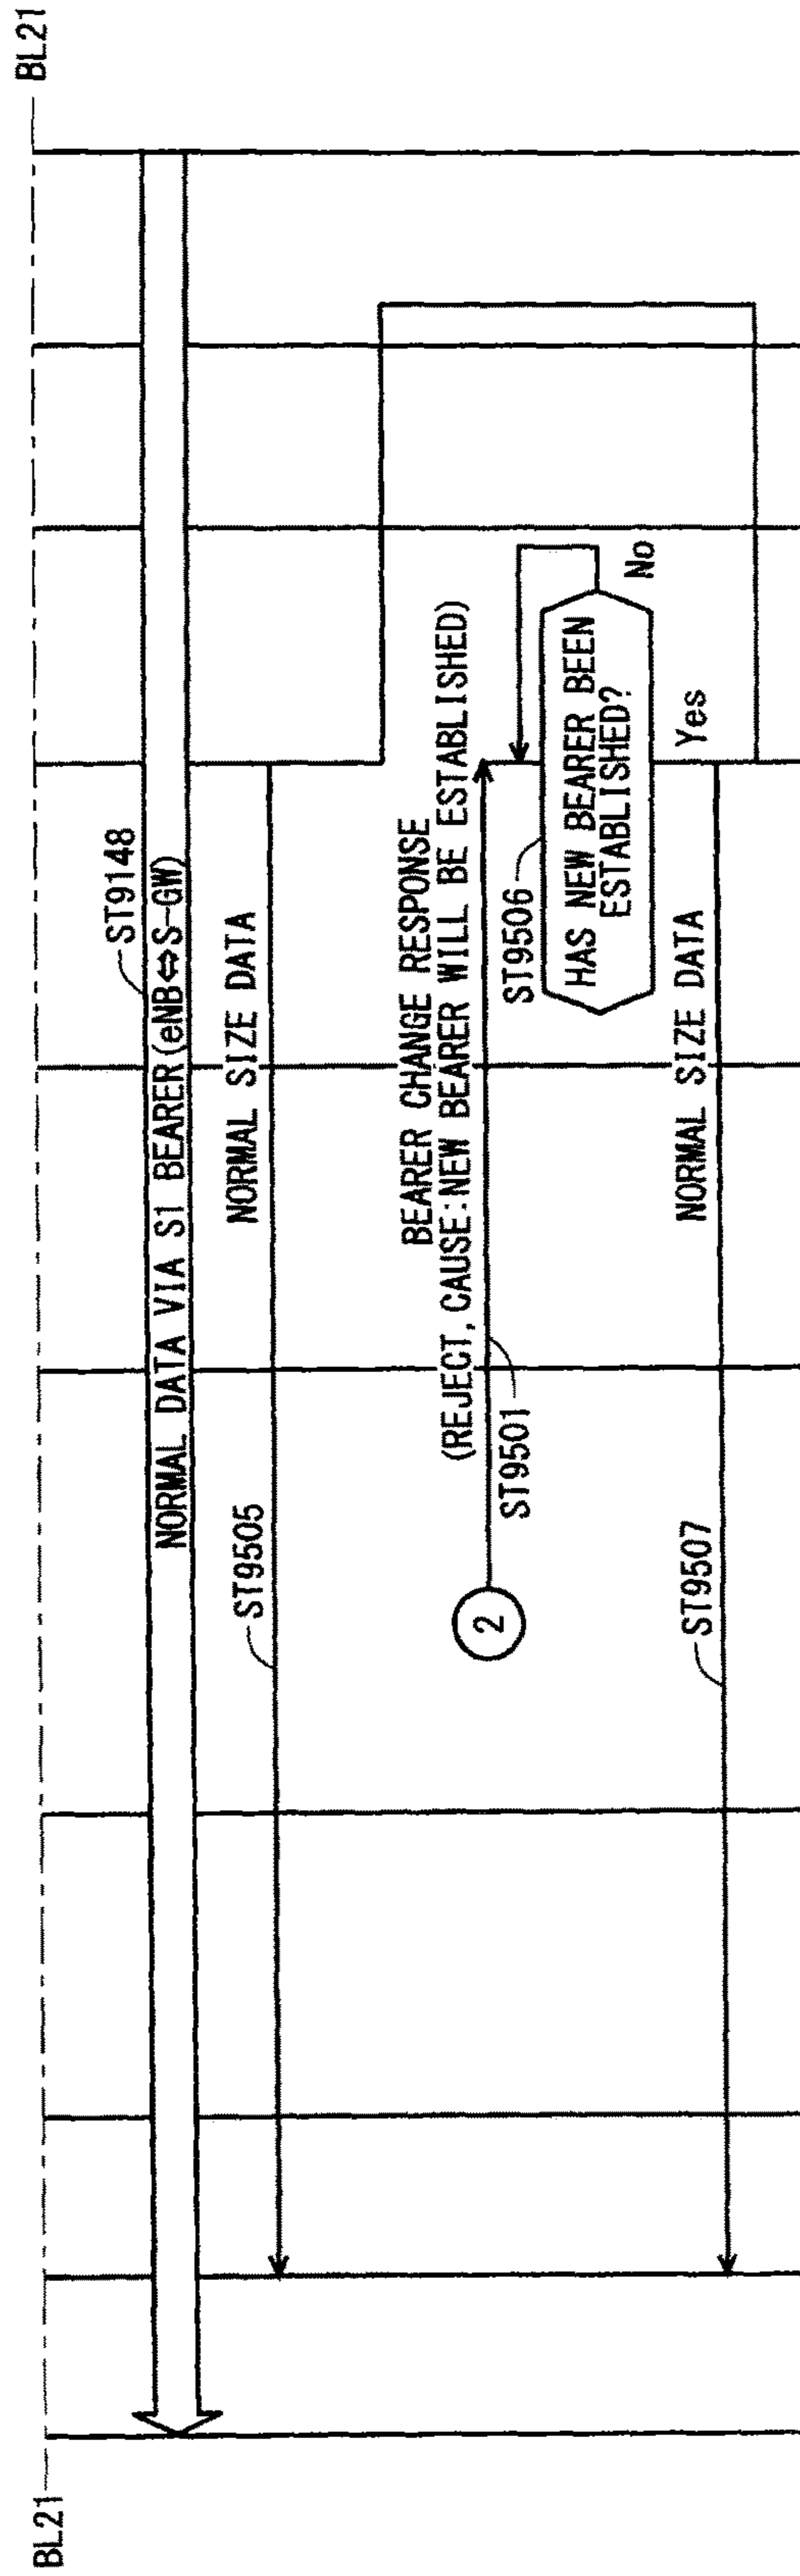 BL21
BL21
ST9148
NORMAL DATA VIA S1 BEARER(eNB⇔S-GW)
ST9505
NORMAL SIZE DATA
BEARER CHANGE RESPONSE
(REJECT, CAUSE:NEW BEARER WILL BE ESTABLISHED)
2
ST9501
ST9506
HAS NEW BEARER BEEN
ESTABLISHED?
No
Yes
ST9507
NORMAL SIZE DATA